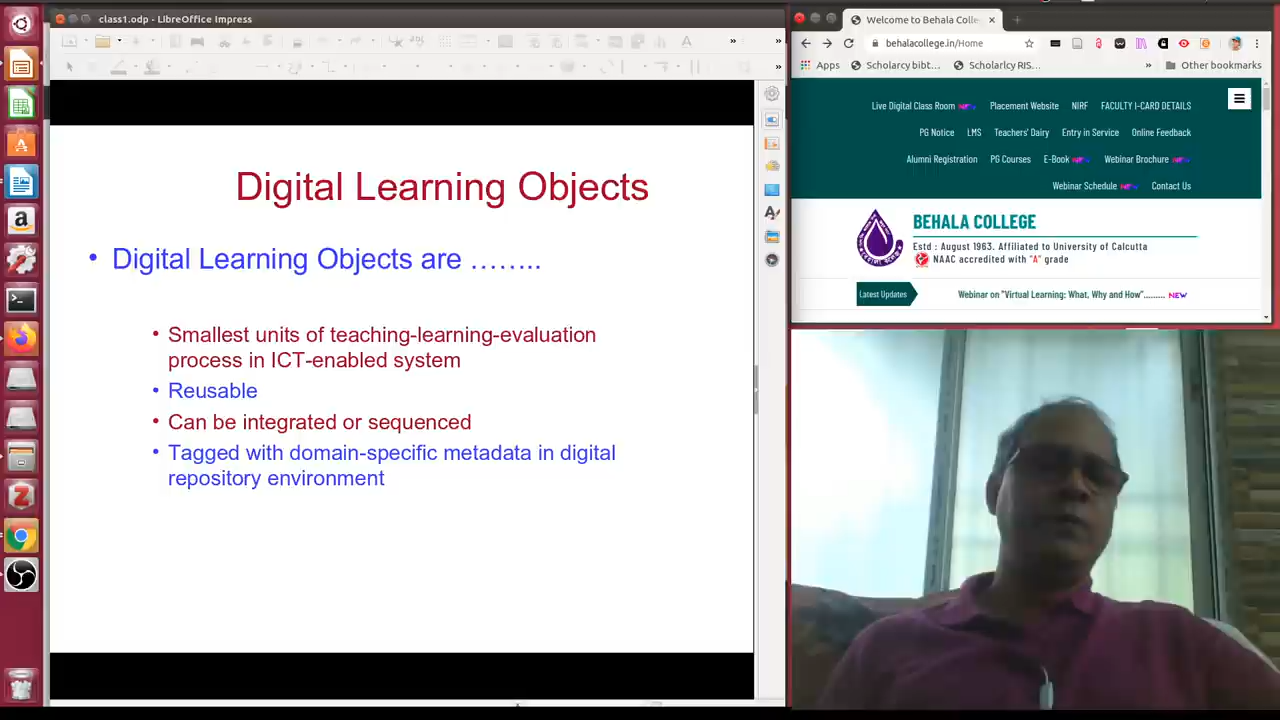 class1.odp - LibreOffice Impress
Digital Learning Objects
• Digital Learning Objects are ……..
• Smallest units of teaching-learning-evaluation
process in ICT-enabled system
• Reusable
• Can be integrated or sequenced
• Tagged with domain-specific metadata in digital
repository environment
Welcome to Behala Colle
behalacollege.in/Home
Apps Scholarcy bibt... Scholarlcy RIS... » Other bookmarks
Live Digital Class Room NEW Placement Website NIRF FACULTY I-CARD DETAILS
PG Notice LMS Teachers' Dairy Entry in Service Online Feedback
Alumni Registration PG Courses E-Book NEW Webinar Brochure NEW
Webinar Schedule NEW Contact Us
BEHALA COLLEGE
Estd : August 1963. Affiliated to University of Calcutta
NAAC accredited with "A" grade
Latest Updates Webinar on "Virtual Learning: What, Why and How"......... NEW